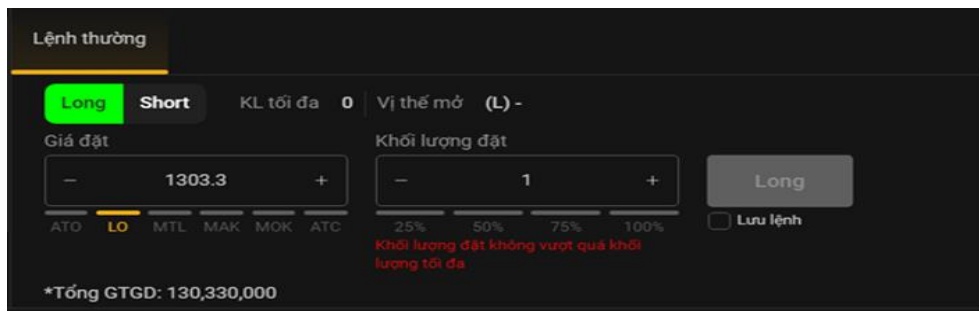 Lệnh thường
Long Short KL tối đa 0 Vị thế mở (L) -
Giá đặt Khối lượng đặt
− 1303.3 + − 1 + Long
ATO LO MTL MAK MOK ATC 25% 50% 75% 100% Lưu lệnh
Khối lượng đặt không vượt quá khối
lượng tối đa
*Tổng GTGD: 130,330,000